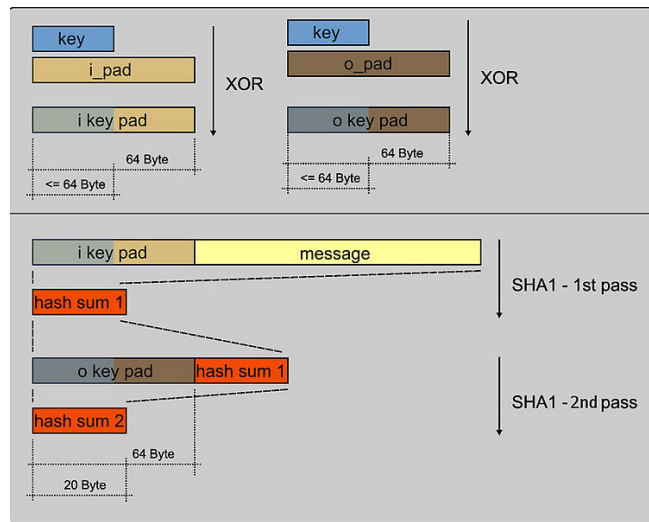 key
i_pad
XOR
i key pad
64 Byte
<= 64 Byte
key
o_pad
XOR
o key pad
64 Byte
<= 64 Byte
i key pad
message
SHA1 - 1st pass
hash sum 1
o key pad
hash sum 1
SHA1 - 2nd pass
hash sum 2
64 Byte
20 Byte